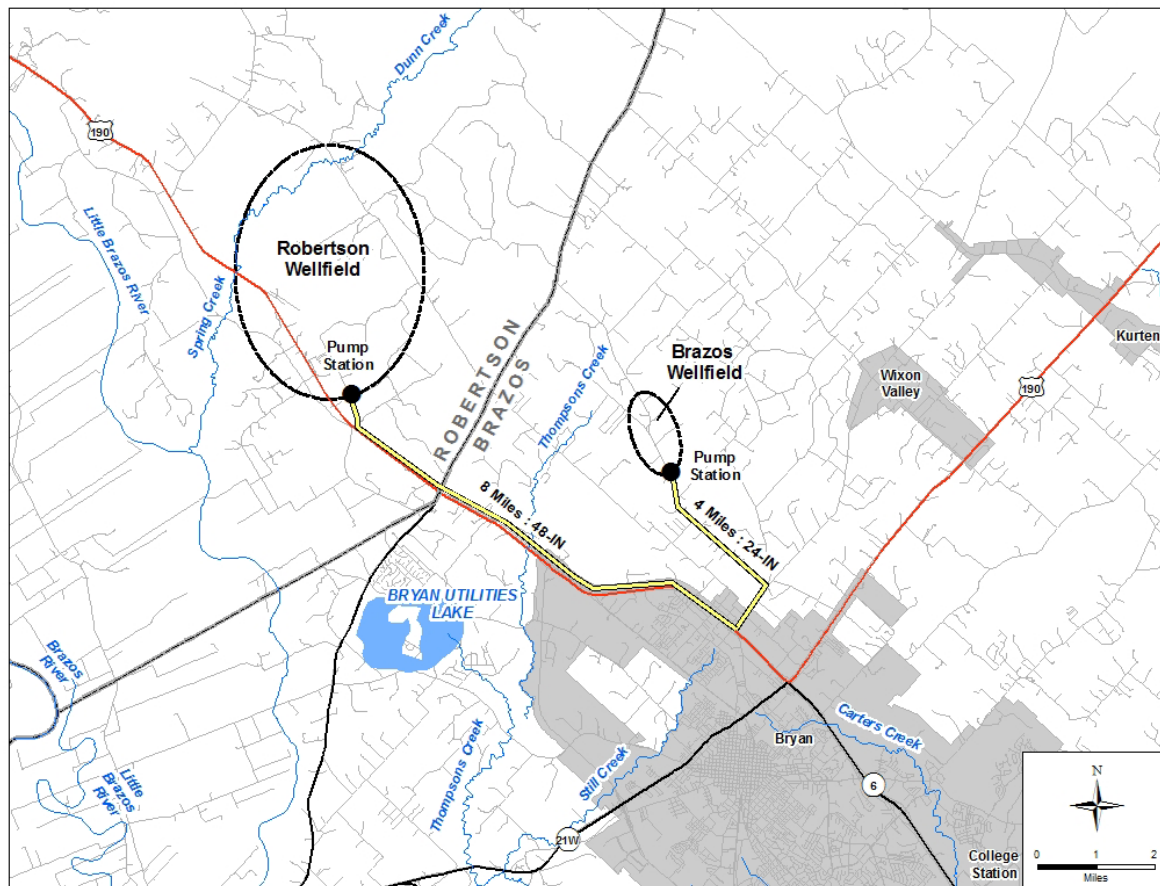 Dunn Creek
190
Little Brazos River
Robertson
Wellfield
Spring Creek
Pump
Station
ROBERTSON
BRAZOS
Thompsons Creek
Brazos
Wellfield
Kurten
Wixon
Valley
190
Pump
Station
8 Miles : 48-IN
4 Miles : 24-IN
BRYAN UTILITIES
LAKE
Brazos
River
Thompsons Creek
Still Creek
Carters Creek
Bryan
Little
Brazos
River
6
21W
College
Station
N
0 1 2
Miles